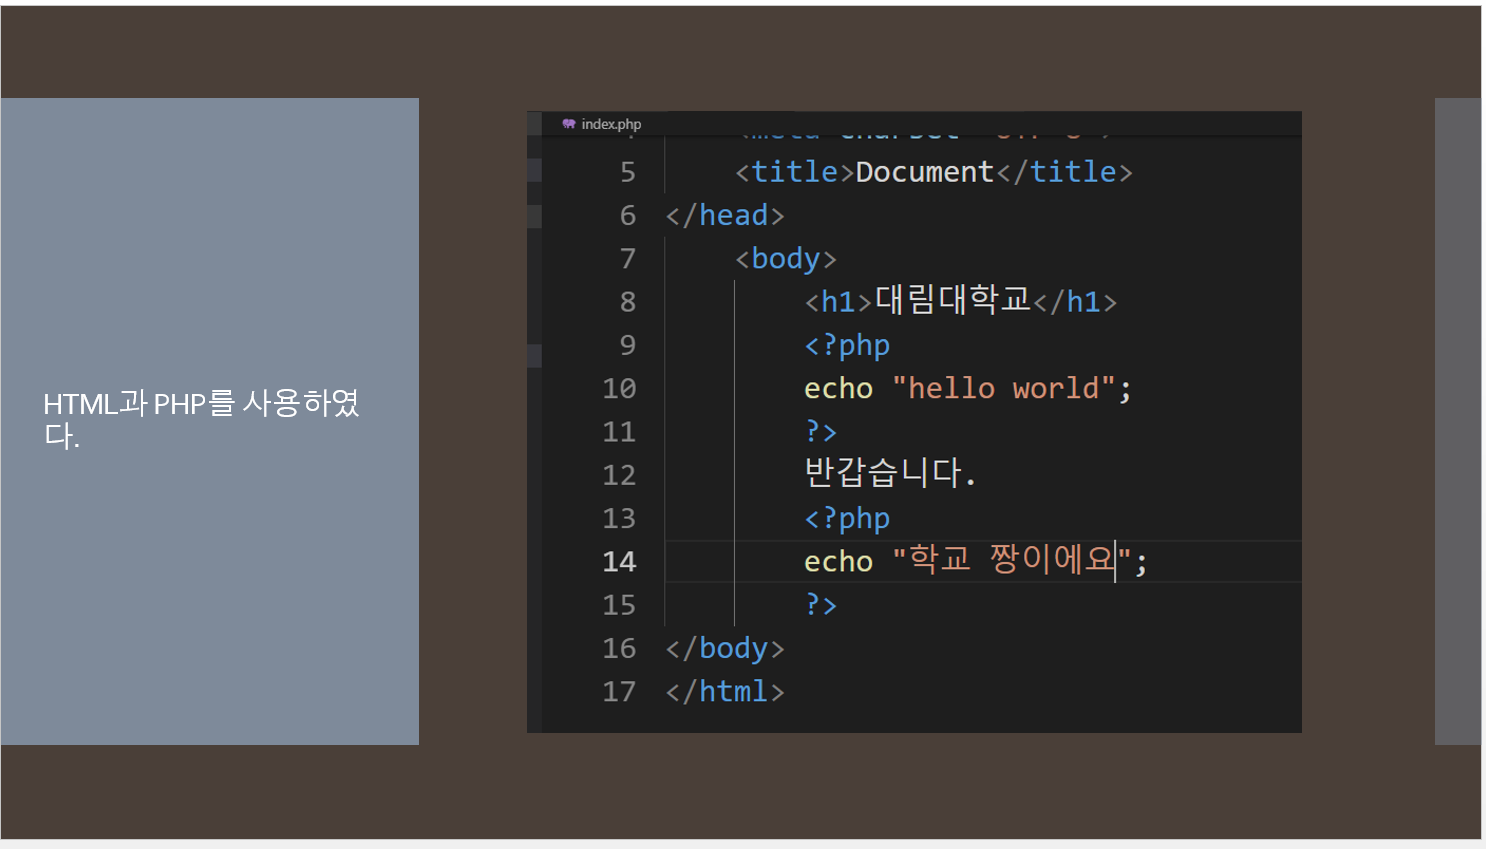 HTML과 PHP를 사용하였
다.
index.php
5 <title>Document</title>
6 </head>
7 <body>
8 <h1>대림대학교</h1>
9 <?php
10 echo "hello world";
11 ?>
12 반갑습니다.
13 <?php
14 echo "학교 짱이에요";
15 ?>
16 </body>
17 </html>